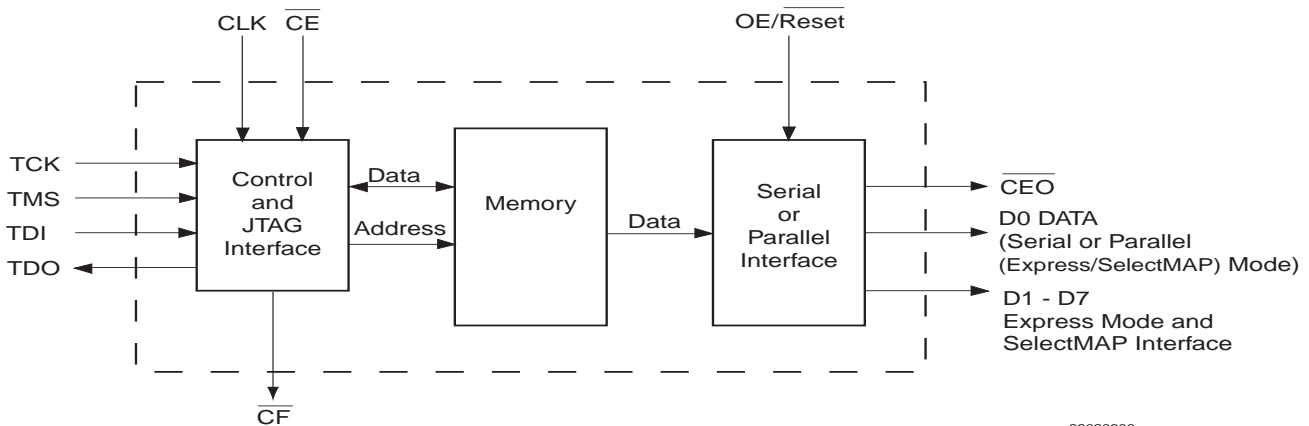 CLK CE OE/Reset
TCK
TMS
TDI
TDO
Control
and
JTAG
Interface
Data
Address
Memory
Data
Serial
or
Parallel
Interface
CEO
D0 DATA
(Serial or Parallel
(Express/SelectMAP) Mode)
D1 - D7
Express Mode and
SelectMAP Interface
CF